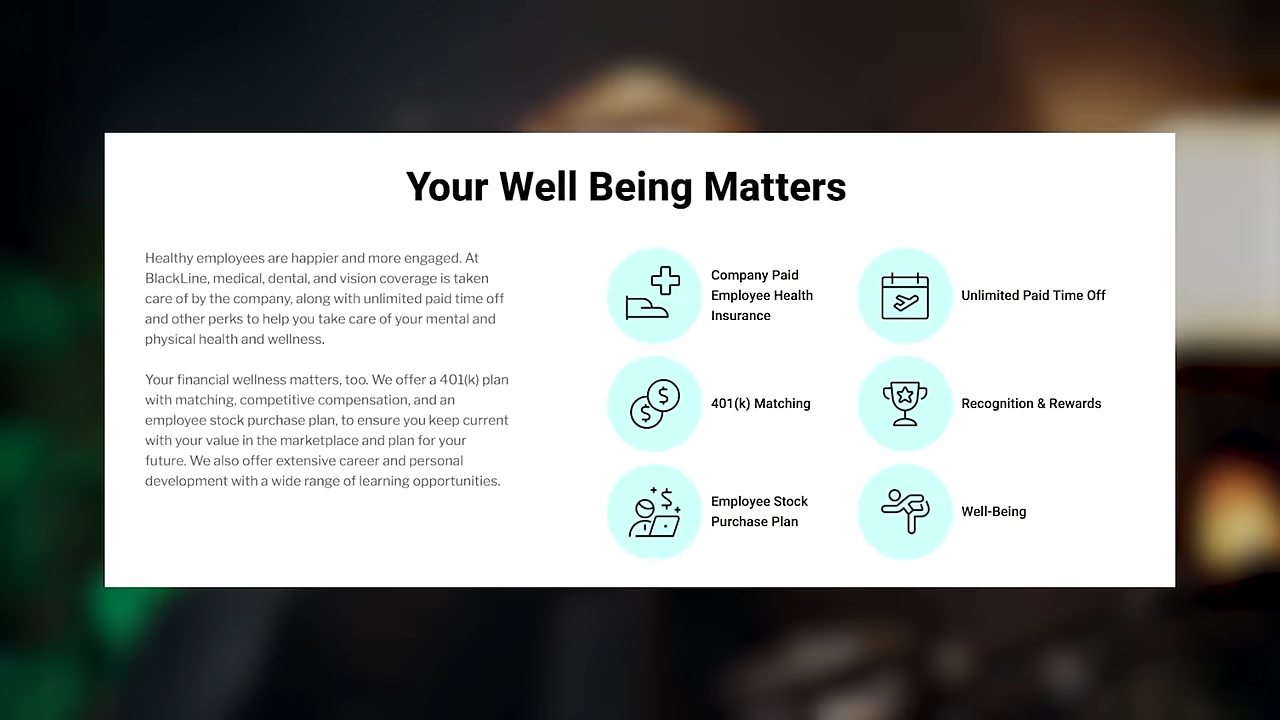 Your Well Being Matters
Healthy employees are happier and more engaged. At
BlackLine, medical, dental, and vision coverage is taken
care of by the company, along with unlimited paid time off
and other perks to help you take care of your mental and
physical health and wellness.
Your financial wellness matters, too. We offer a 401(k) plan
with matching, competitive compensation, and an
employee stock purchase plan, to ensure you keep current
with your value in the marketplace and plan for your
future. We also offer extensive career and personal
development with a wide range of learning opportunities.
Company Paid
Employee Health
Insurance
Unlimited Paid Time Off
401(k) Matching
Recognition & Rewards
Employee Stock
Purchase Plan
Well-Being